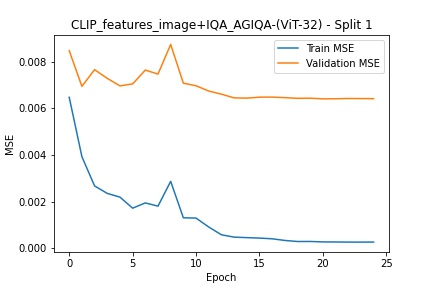 CLIP_features_image+IQA_AGIQA-(ViT-32) - Split 1
Train MSE
Validation MSE
0.008
0.006
0.004
0.002
0.000
MSE
0 5 10 15 20 25
Epoch